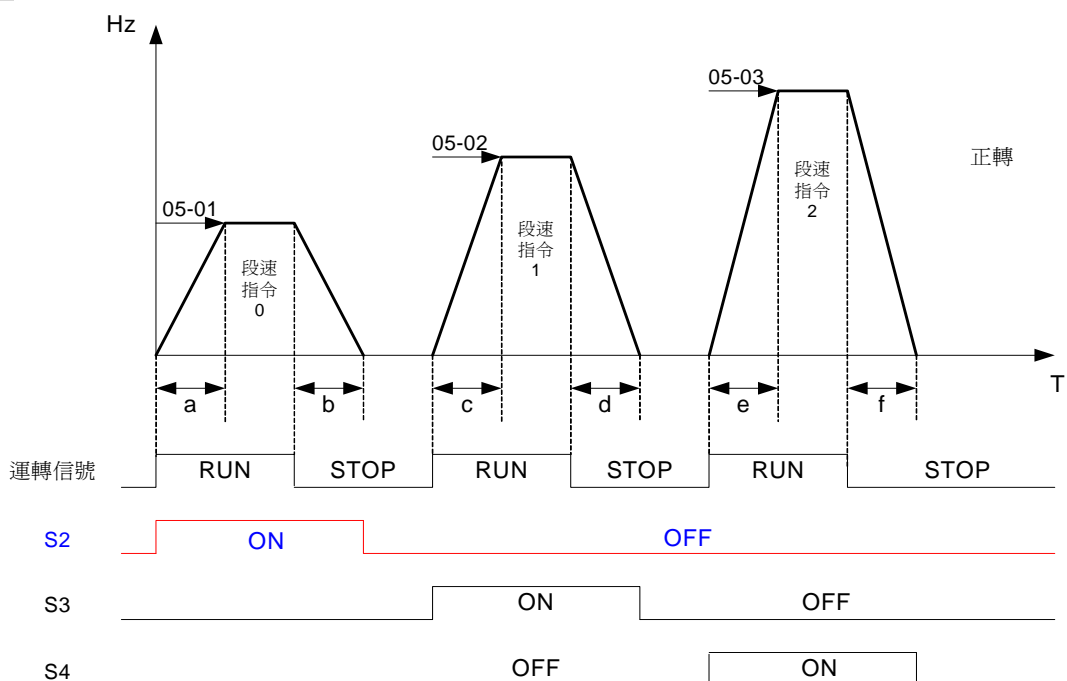 Hz
05-03
05-02
正轉
段速
指令
2
05-01
段速
指令
1
段速
指令
0
T
a
b
c
d
e
f
運轉信號
RUN
STOP
RUN
STOP
RUN
STOP
S2
ON
OFF
S3
ON
OFF
S4
OFF
ON